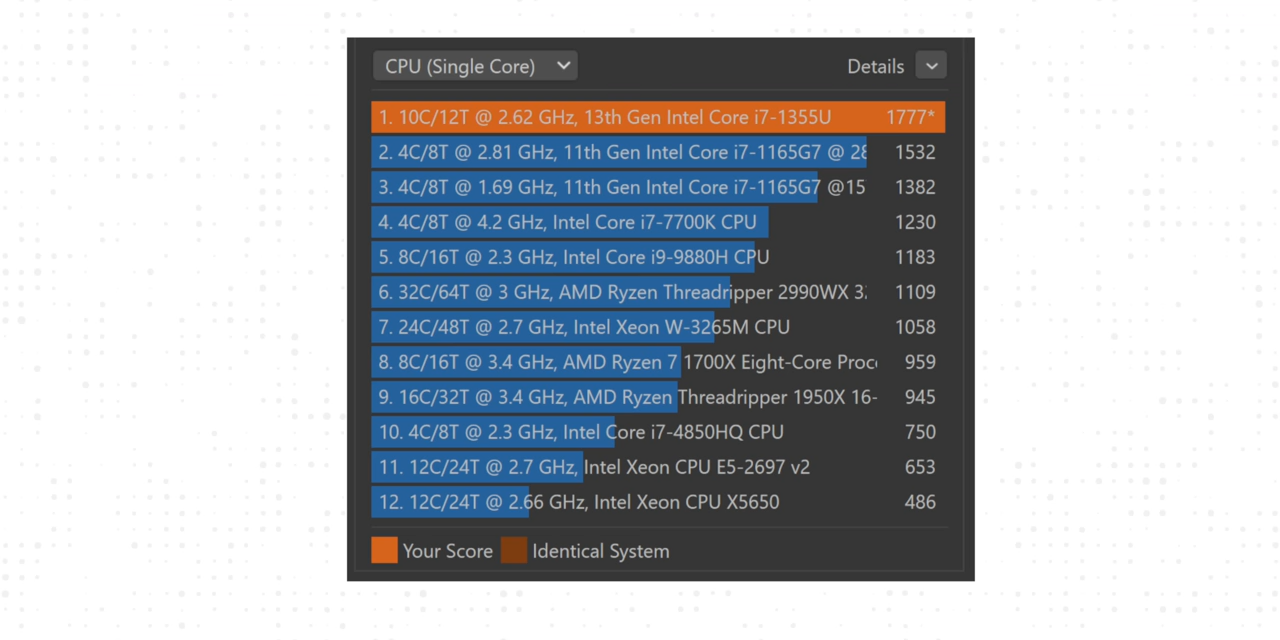 CPU (Single Core) Details
1. 10C/12T @ 2.62 GHz, 13th Gen Intel Core i7-1355U 1777*
2. 4C/8T @ 2.81 GHz, 11th Gen Intel Core i7-1165G7 @ 28 1532
3. 4C/8T @ 1.69 GHz, 11th Gen Intel Core i7-1165G7 @15 1382
4. 4C/8T @ 4.2 GHz, Intel Core i7-7700K CPU 1230
5. 8C/16T @ 2.3 GHz, Intel Core i9-9880H CPU 1183
6. 32C/64T @ 3 GHz, AMD Ryzen Threadripper 2990WX 1109
7. 24C/48T @ 2.7 GHz, Intel Xeon W-3265M CPU 1058
8. 8C/16T @ 3.4 GHz, AMD Ryzen 7 1700X Eight-Core Proc 959
9. 16C/32T @ 3.4 GHz, AMD Ryzen Threadripper 1950X 16- 945
10. 4C/8T @ 2.3 GHz, Intel Core i7-4850HQ CPU 750
11. 12C/24T @ 2.7 GHz, Intel Xeon CPU E5-2697 v2 653
12. 12C/24T @ 2.66 GHz, Intel Xeon CPU X5650 486
Your Score Identical System